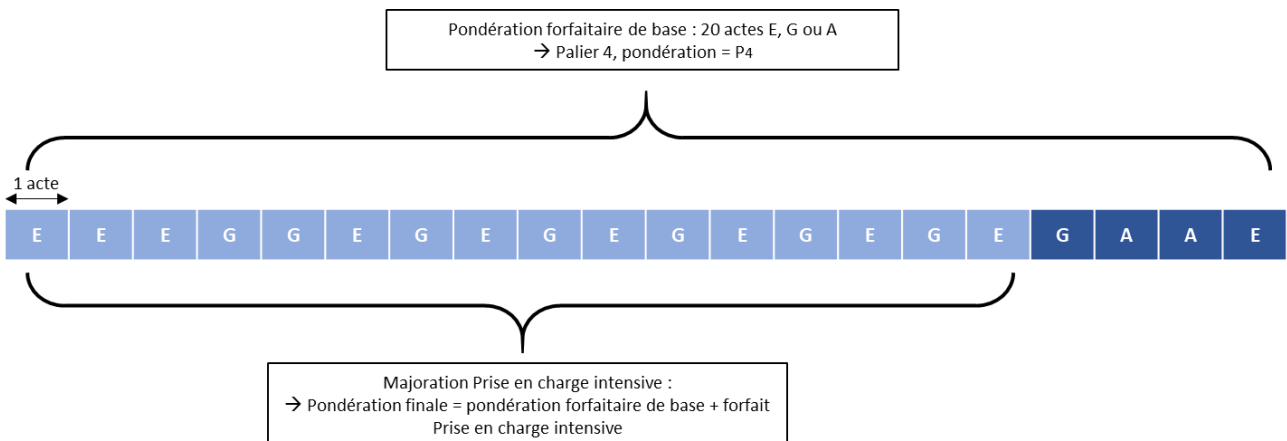 Pondération forfaitaire de base : 20 actes E, G ou A
→ Palier 4, pondération = P4
1 acte
E E E G G E G E G E G E G E G E G A A E
Majoration Prise en charge intensive :
→ Pondération finale = pondération forfaitaire de base + forfait
Prise en charge intensive